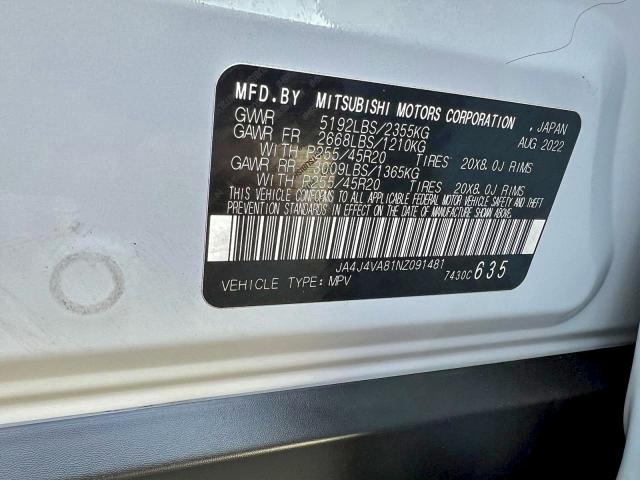 MFD.BY MITSUBISHI MOTORS CORPORATION , JAPAN
GVWR 5192LBS/2355KG AUG 2022
GAWR FR 2668LBS/1210KG
WITH P255/45R20 TIRES 20X8.0J RIMS
GAWR RR 3009LBS/1365KG
WITH P255/45R20 TIRES 20X8.0J RIMS
THIS VEHICLE CONFORMS TO ALL APPLICABLE FEDERAL MOTOR VEHICLE SAFETY AND THEFT
PREVENTION STANDARDS IN EFFECT ON THE DATE OF MANUFACTURE SHOWN ABOVE.
JA4J4VA81NZ091481
VEHICLE TYPE: MPV 7430C 635